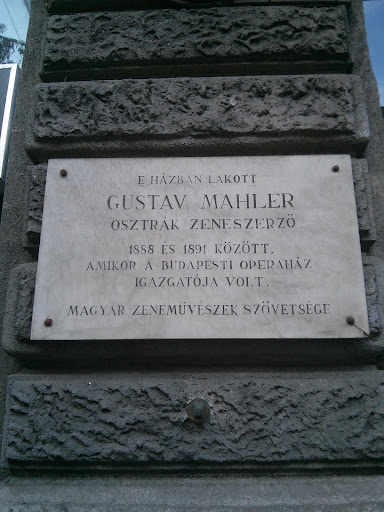 E HÁZBAN LAKOTT
GUSTAV MAHLER
OSZTRÁK ZENESZERZŐ
1888 ÉS 1891 KÖZÖTT,
AMIKOR A BUDAPESTI OPERAHÁZ
IGAZGATÓJA VOLT.
MAGYAR ZENEMŰVÉSZEK SZÖVETSÉGE